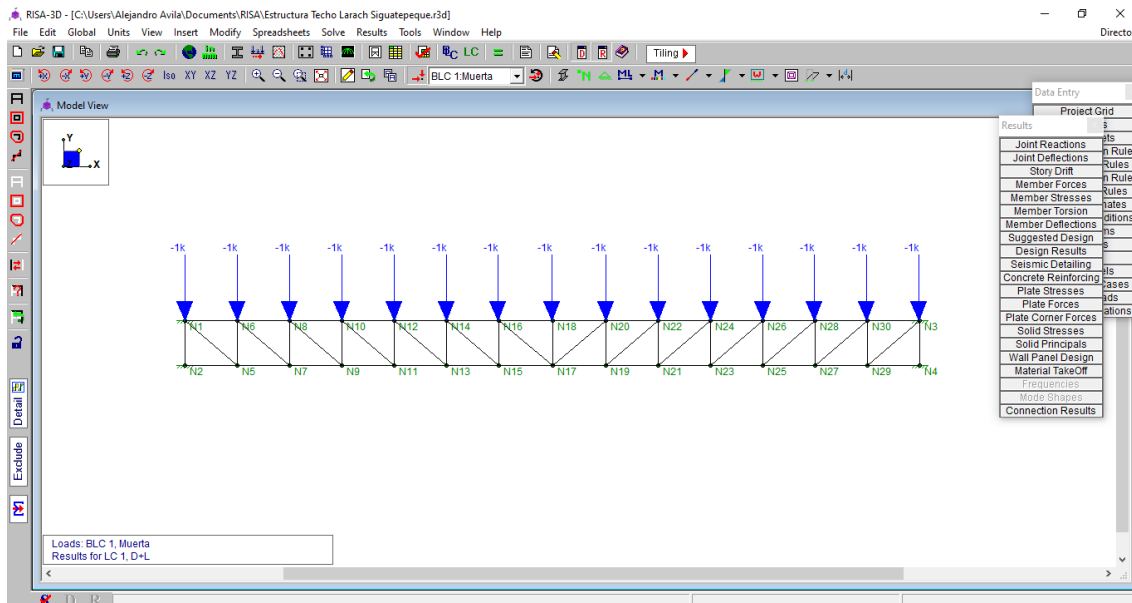 RISA-3D - [C:\Users\Alejandro Avila\Documents\RISA\Estructura Techo Larach Siguatepeque.r3d]
File Edit Global Units View Insert Modify Spreadsheets Solve Results Tools Window Help
Directo
LC
Tiling
Iso XY XZ YZ
BLC 1:Muerta
Model View
Data Entry
Project Grid
Results
Joint Reactions
Joint Deflections
Story Drift
Member Forces
Member Stresses
Member Torsion
Member Deflections
Suggested Design
Design Results
Seismic Detailing
Concrete Reinforcing
Plate Stresses
Plate Forces
Plate Corner Forces
Solid Stresses
Solid Principals
Wall Panel Design
Material TakeOff
Frequencies
Mode Shapes
Connection Results
Y
X
-1k -1k -1k -1k -1k -1k -1k -1k -1k -1k -1k -1k -1k -1k -1k
N1 N6 N8 N10 N12 N14 N16 N18 N20 N22 N24 N26 N28 N30 N3
N2 N5 N7 N9 N11 N13 N15 N17 N19 N21 N23 N25 N27 N29 N4
Detail
Exclude
Loads: BLC 1, Muerta
Results for LC 1, D+L
D R